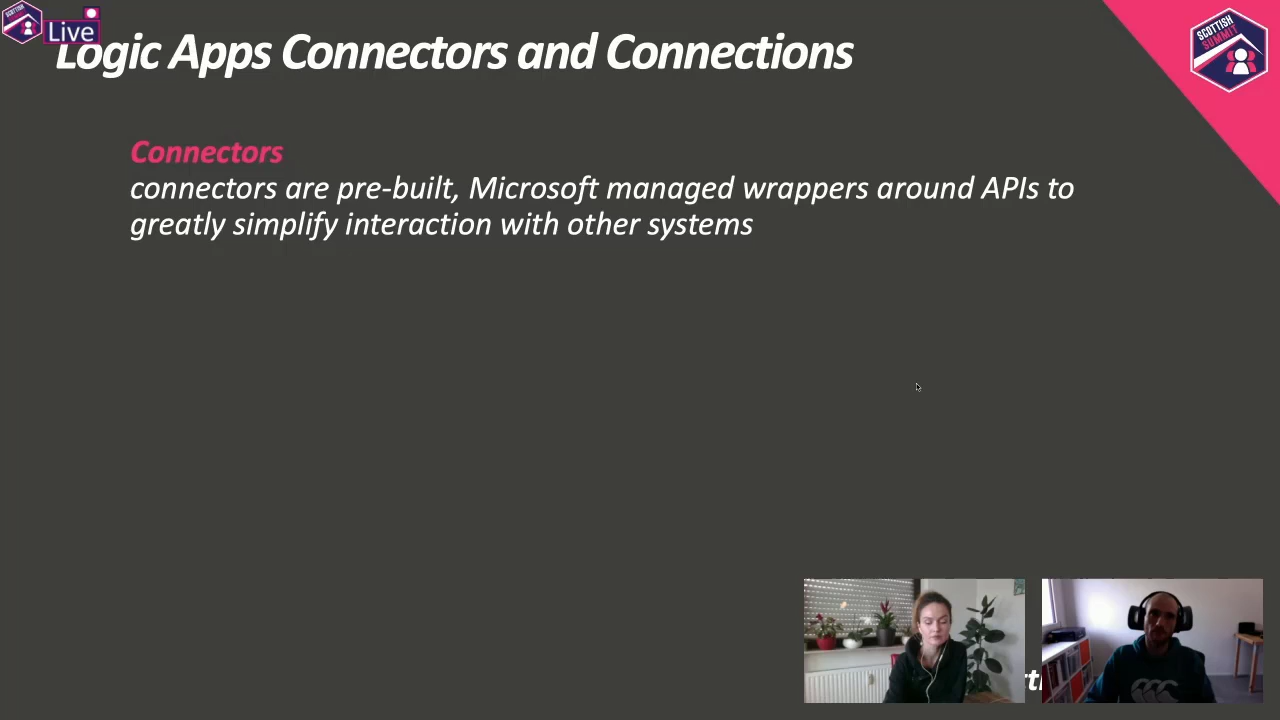 SCOTTISH
Live
Logic Apps Connectors and Connections
SCOTTISH
SUMMIT
Connectors
connectors are pre-built, Microsoft managed wrappers around APIs to
greatly simplify interaction with other systems